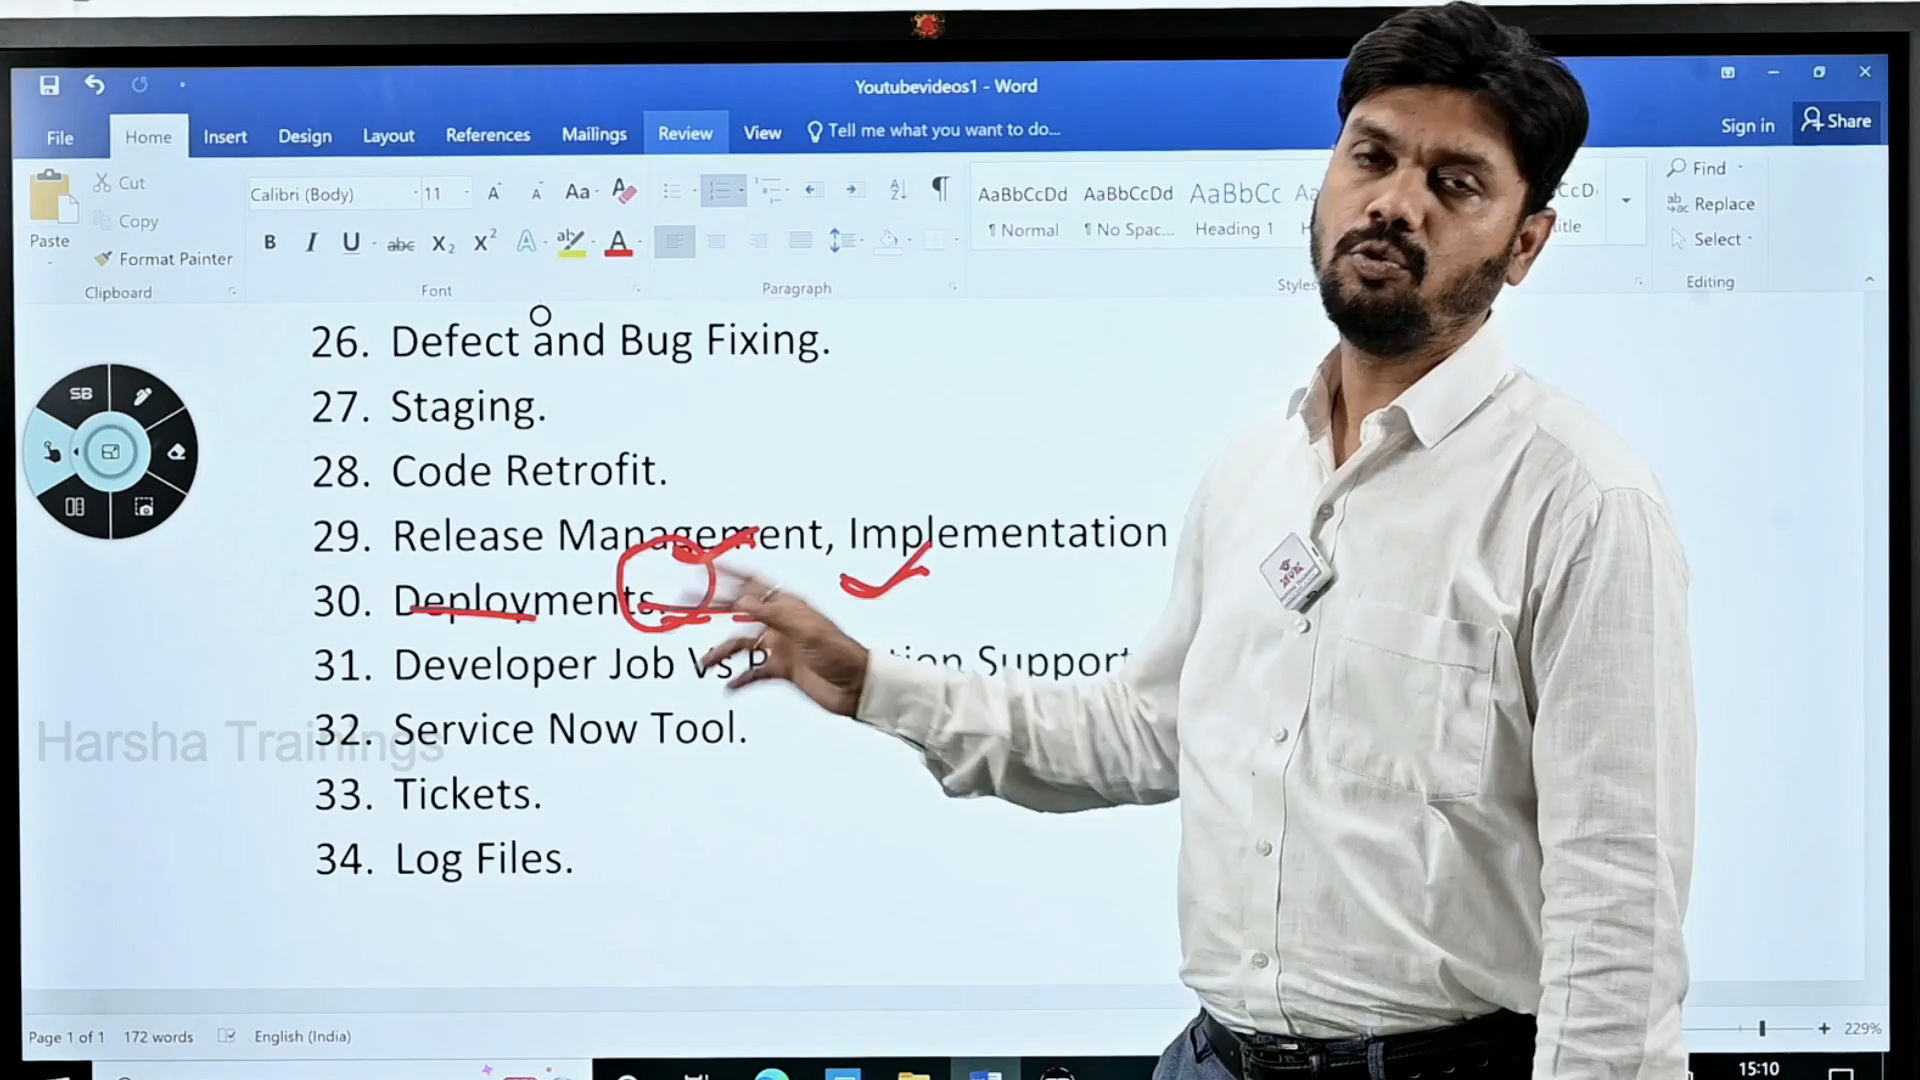 Youtubevideos1 - Word
File Home Insert Design Layout References Mailings Review View Tell me what you want to do... Sign in Share
Cut
Copy
Paste
Format Painter
Clipboard
Calibri (Body) 11
Font
Paragraph
AaBbCcDd AaBbCcDd AaBbCc
¶ Normal ¶ No Spac... Heading 1
Styles
Find
Replace
Select
Editing
SB
26. Defect and Bug Fixing.
27. Staging.
28. Code Retrofit.
29. Release Management, Implementation
30. Deployments.
31. Developer Job Vs Support
32. Service Now Tool.
33. Tickets.
34. Log Files.
Harsha Trainings
Page 1 of 1 172 words English (India) 229%
15:10